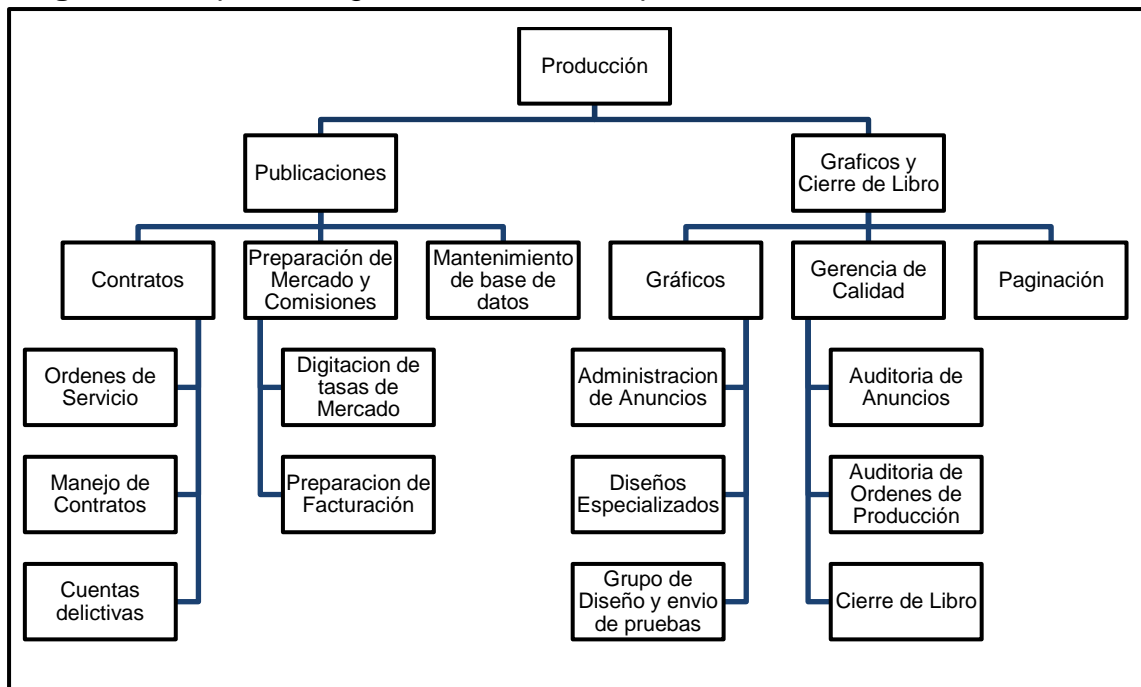 Producción
Publicaciones
Graficos y
Cierre de Libro
Contratos
Preparación de
Mercado y
Comisiones
Mantenimiento
de base de
datos
Gráficos
Gerencia de
Calidad
Paginación
Ordenes de
Servicio
Manejo de
Contratos
Cuentas
delictivas
Digitacion de
tasas de
Mercado
Preparacion de
Facturación
Administracion
de Anuncios
Diseños
Especializados
Grupo de
Diseño y envio
de pruebas
Auditoria de
Anuncios
Auditoria de
Ordenes de
Producción
Cierre de Libro